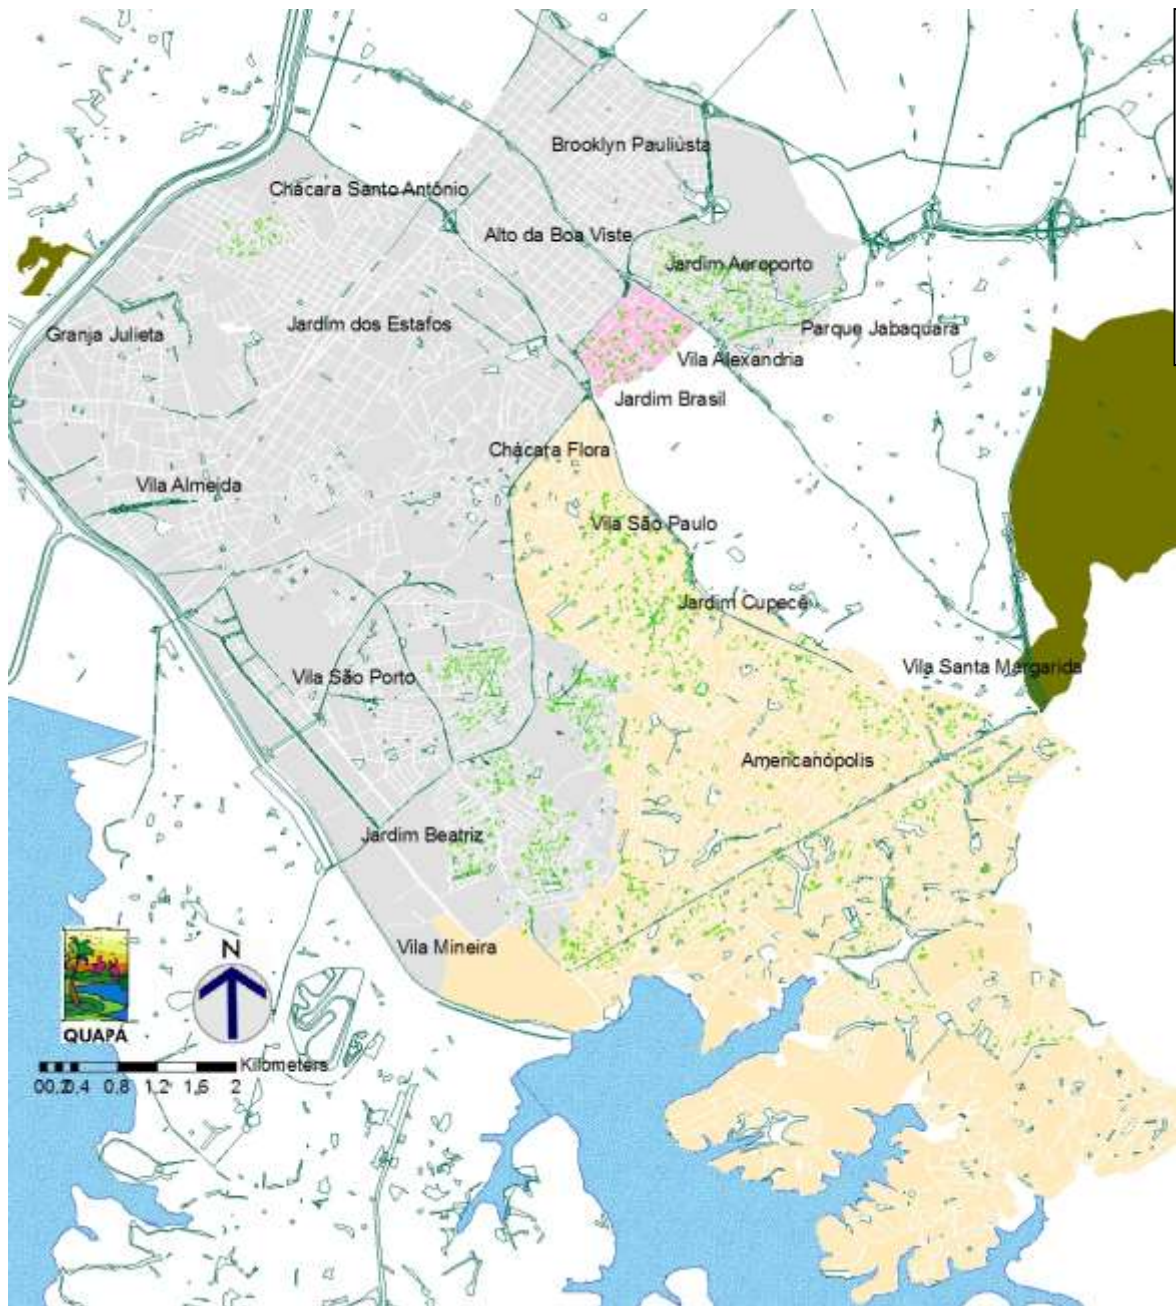 Brooklyn Pauliústa
Chácara Santo Antônio
Alto da Boa Viste
Jardim Aeroporto
Granja Julieta
Jardim dos Estafos
Parque Jabaquara
Vila Alexandria
Jardim Brasil
Chácata Flora
Vila Almeida
Vila São Paulo
Jardim Cupecê
Vila São Porto
Vila Santa Margarida
Americanópolis
Jardim Beatriz
Vila Mineira
N
QUAPÁ
Kilometers
00,20,4 0,8 1,2 1,6 2